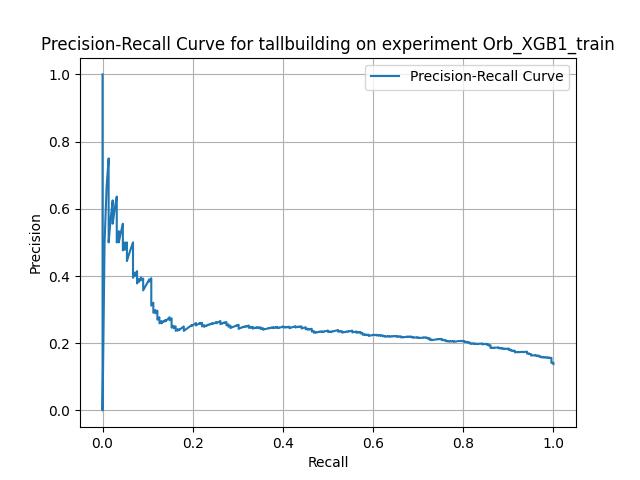 Precision-Recall Curve for tallbuilding on experiment Orb_XGB1_train
Precision-Recall Curve
1.0
0.8
0.6
0.4
0.2
0.0
Precision
0.0 0.2 0.4 0.6 0.8 1.0
Recall